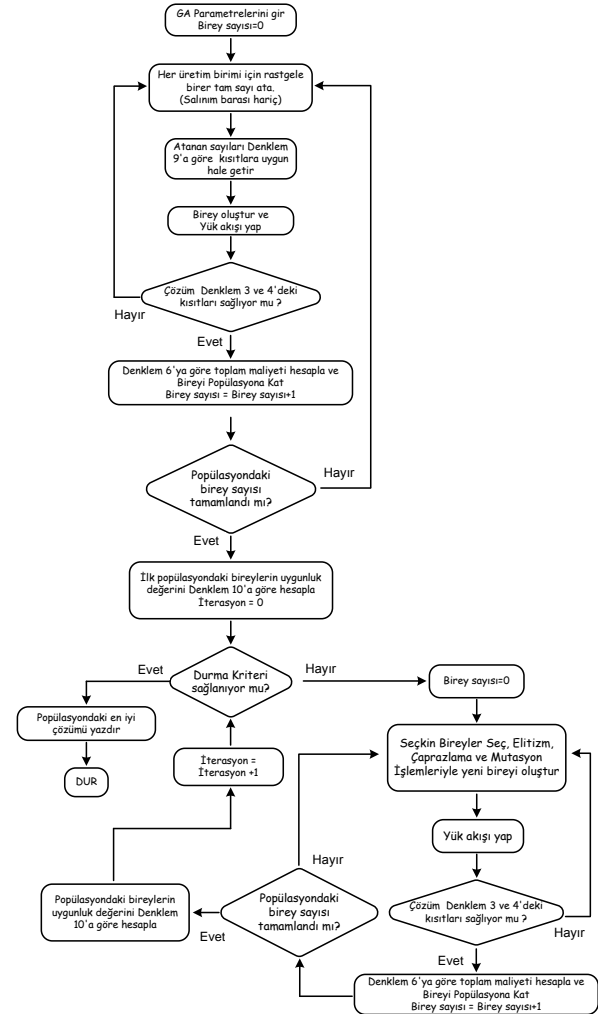 GA Parametrelerini gir
Birey sayısı=0
Her üretim birimi için rastgele
birer tam sayı ata.
(Salınım barası hariç)
Atanan sayıları Denklem
9'a göre kısıtlara uygun
hale getir
Birey oluştur ve
Yük akışı yap
Çözüm Denklem 3 ve 4'deki
kısıtları sağlıyor mu ?
Hayır
Evet
Denklem 6'ya göre toplam maliyeti hesapla ve
Bireyi Popülasyona Kat
Birey sayısı = Birey sayısı+1
Popülasyondaki
birey sayısı
tamamlandı mı?
Hayır
Evet
İlk popülasyondaki bireylerin uygunluk
değerini Denklem 10'a göre hesapla
İterasyon = 0
Durma Kriteri
sağlanıyor mu?
Evet
Hayır
Popülasyondaki en iyi
çözümü yazdır
DUR
Birey sayısı=0
Seçkin Bireyler Seç, Elitizm,
Çaprazlama ve Mutasyon
İşlemleriyle yeni bireyi oluştur
İterasyon =
İterasyon +1
Yük akışı yap
Çözüm Denklem 3 ve 4'deki
kısıtları sağlıyor mu ?
Hayır
Evet
Denklem 6'ya göre toplam maliyeti hesapla ve
Bireyi Popülasyona Kat
Birey sayısı = Birey sayısı+1
Popülasyondaki
birey sayısı
tamamlandı mı?
Hayır
Evet
Popülasyondaki bireylerin
uygunluk değerini Denklem
10'a göre hesapla